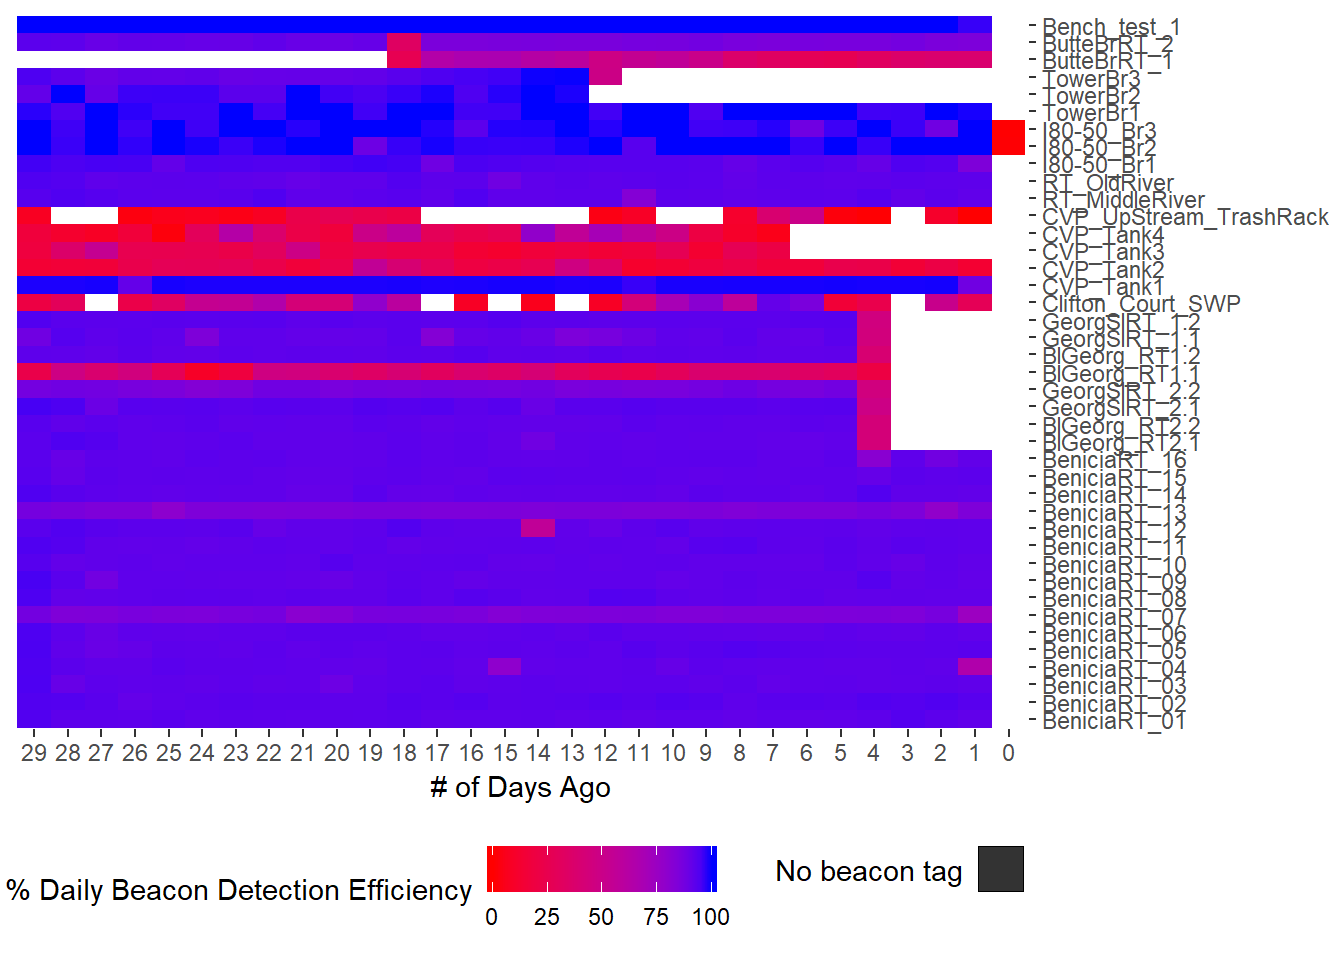 Bench_test_1
ButteBrRT_2
ButteBrRT_1
TowerBr3
TowerBr2
TowerBr1
I80-50_Br3
I80-50_Br2
I80-50_Br1
RT_OldRiver
RT_MiddleRiver
CVP_UpStream_TrashRack
CVP_Tank4
CVP_Tank3
CVP_Tank2
CVP_Tank1
Clifton_Court_SWP
GeorgSlRT_1.2
GeorgSlRT_1.1
BlGeorg_RT1.2
BlGeorg_RT1.1
GeorgSlRT_2.2
GeorgSlRT_2.1
BlGeorg_RT2.2
BlGeorg_RT2.1
BeniciaRT_16
BeniciaRT_15
BeniciaRT_14
BeniciaRT_13
BeniciaRT_12
BeniciaRT_11
BeniciaRT_10
BeniciaRT_09
BeniciaRT_08
BeniciaRT_07
BeniciaRT_06
BeniciaRT_05
BeniciaRT_04
BeniciaRT_03
BeniciaRT_02
BeniciaRT_01
29 28 27 26 25 24 23 22 21 20 19 18 17 16 15 14 13 12 11 10 9 8 7 6 5 4 3 2 1 0
# of Days Ago
% Daily Beacon Detection Efficiency
0 25 50 75 100
No beacon tag